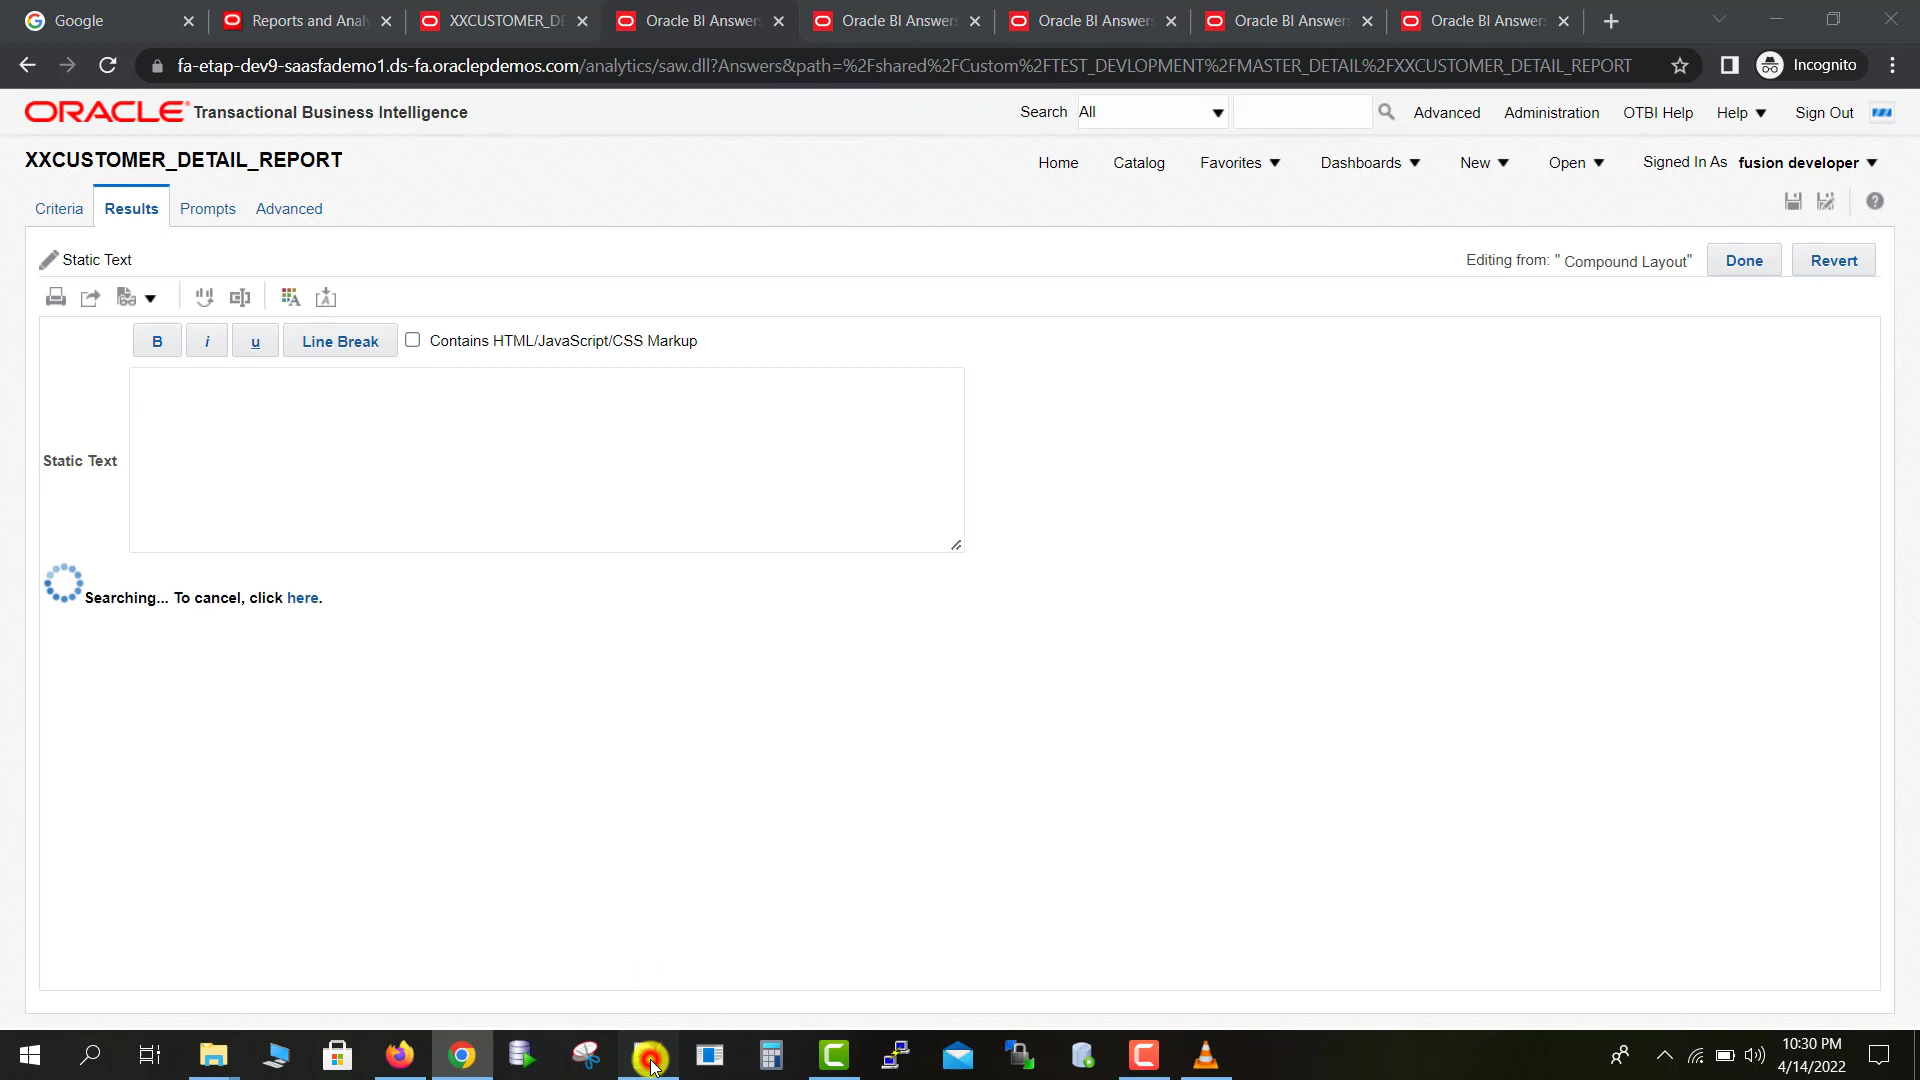 Google
Reports and Analy
XXCUSTOMER_DE
Oracle BI Answers
Oracle BI Answers
Oracle BI Answers
Oracle BI Answers
Oracle BI Answers
fa-etap-dev9-saasfademo1.ds-fa.oraclepdemos.com/analytics/saw.dll?Answers&path=%2Fshared%2FCustom%2FTEST_DEVLOPMENT%2FMASTER_DETAIL%2FXXCUSTOMER_DETAIL_REPORT
Incognito
ORACLE Transactional Business Intelligence
Search All Advanced Administration OTBI Help Help Sign Out
XXCUSTOMER_DETAIL_REPORT
Home Catalog Favorites Dashboards New Open Signed In As fusion developer
Criteria Results Prompts Advanced
Static Text
Editing from: " Compound Layout" Done Revert
B i u Line Break Contains HTML/JavaScript/CSS Markup
Static Text
Searching... To cancel, click here.
10:30 PM
4/14/2022